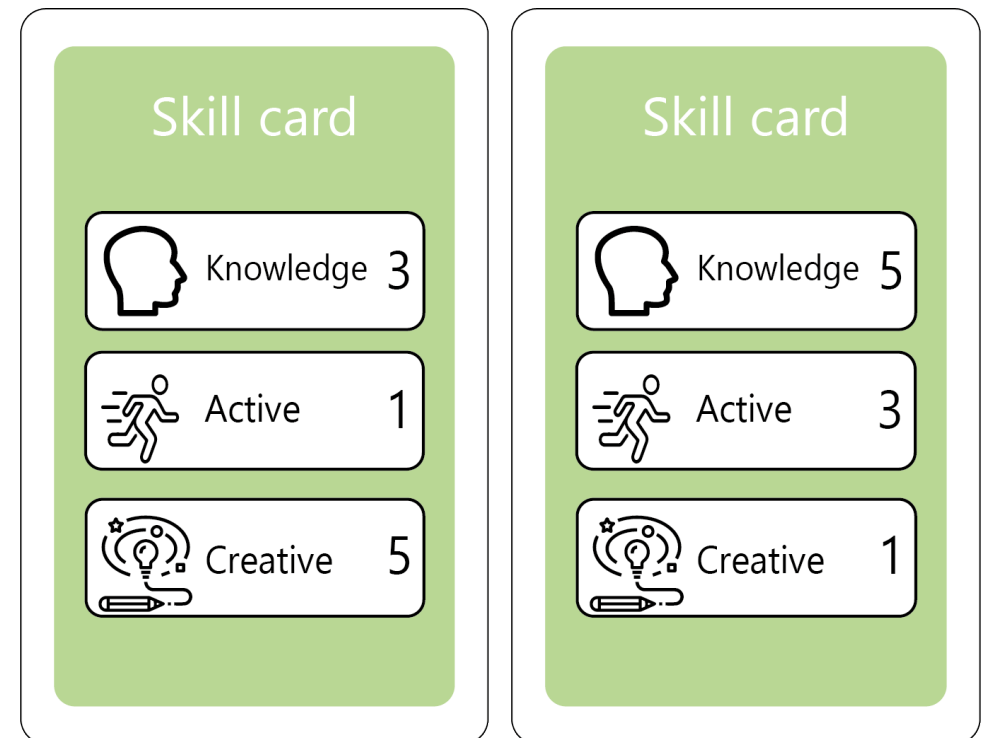 Skill card
Knowledge 3
Active 1
Creative 5
Skill card
Knowledge 5
Active 3
Creative 1